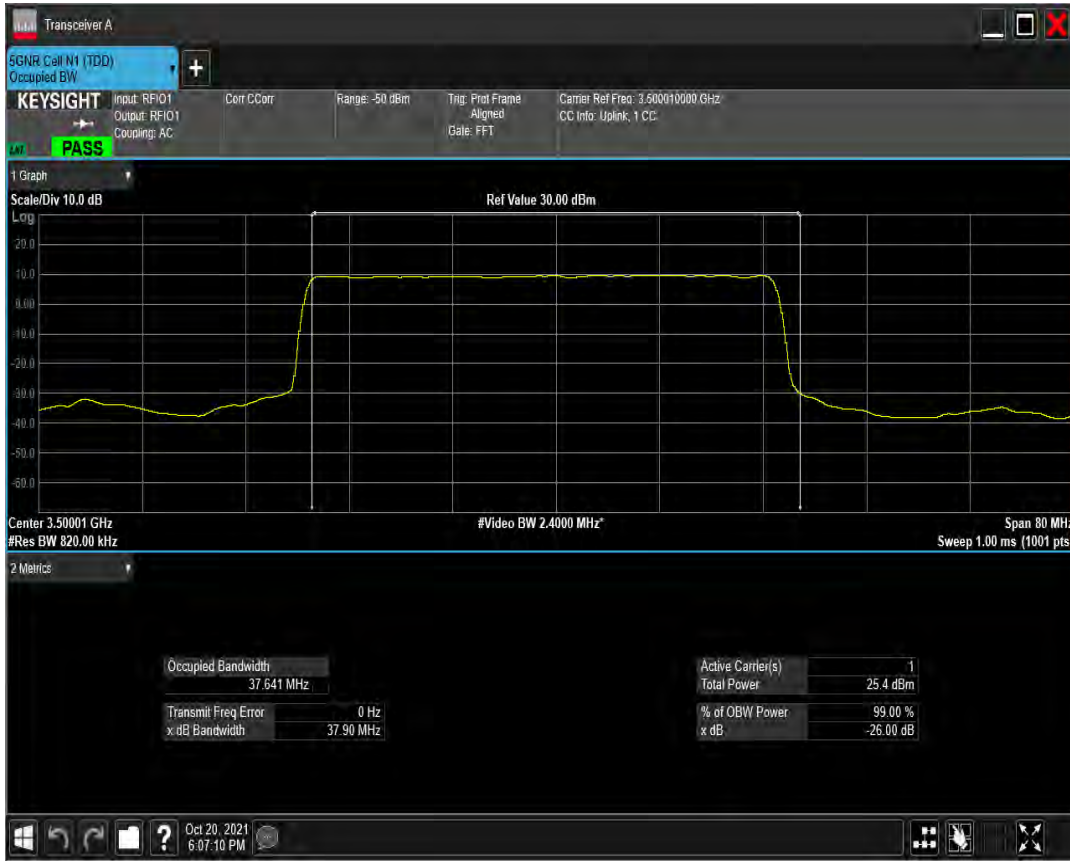 Transceiver A
5GNR Cell N1 (TDD)
Occupied BW
+
KEYSIGHT
Input: RFIO1
Output: RFIO1
Coupling: AC
Corr CCorr
Range: -50 dBm
Trig: Prot Frame
Aligned
Gate: FFT
Carrier Ref Freq: 3.500010000 GHz
CC Info: Uplink, 1 CC
PASS
1 Graph
Scale/Div 10.0 dB
Ref Value 30.00 dBm
Log
20.0
10.0
0.00
-10.0
-20.0
-30.0
-40.0
-50.0
-60.0
Center 3.50001 GHz
#Video BW 2.4000 MHz*
Span 80 MHz
#Res BW 820.00 kHz
Sweep 1.00 ms (1001 pts
2 Metrics
Occupied Bandwidth
37.641 MHz
Transmit Freq Error 0 Hz
x dB Bandwidth 37.90 MHz
Active Carrier(s) 1
Total Power 25.4 dBm
% of OBW Power 99.00 %
x dB -26.00 dB
?
Oct 20, 2021
6:07:10 PM